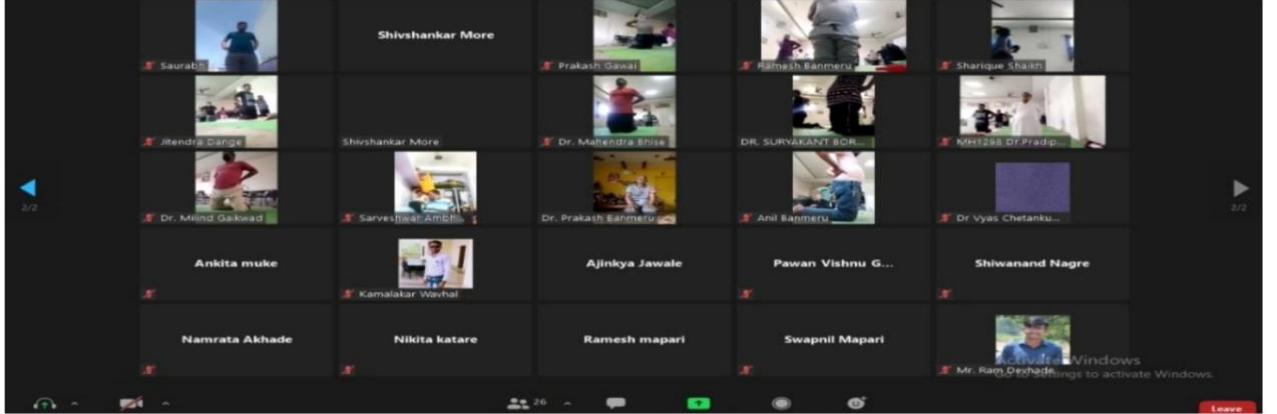 Shivshankar More
Saurabh
Prakash Gawai
Ramesh Banmeru
Sharique Shaikh
Jitendra Dange
Shivshankar More
Dr. Mahendra Bhise
DR. SURYAKANT BOR...
MH1298 Dr.Pradip...
2/2
2/2
Dr. Milind Gaikwad
Sarveshwar Ambh...
Dr. Prakash Banmeru
Anil Banmeru
Dr Vyas Chetanku...
Ankita muke
Ajinkya Jawale
Pawan Vishnu G...
Shiwanand Nagre
Kamalakar Wavhal
Namrata Akhade
Nikita katare
Ramesh mapari
Swapnil Mapari
Activate Windows
Mr. Ram Devhade
Go to Settings to activate Windows.
26
Leave